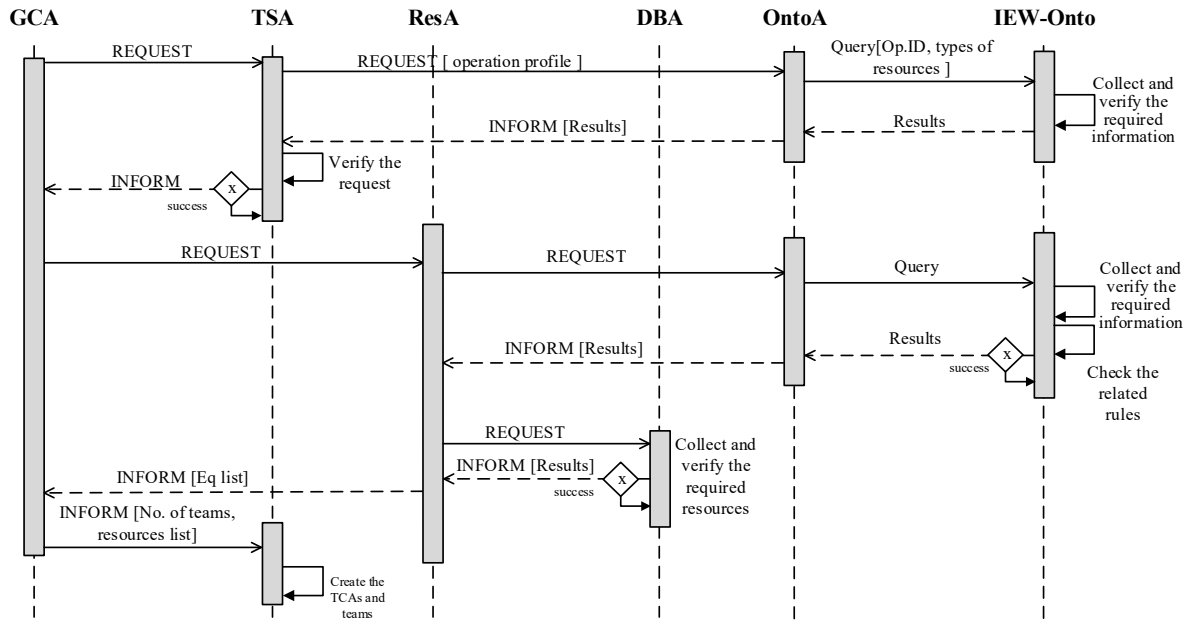 GCA TSA ResA DBA OntoA IEW-Onto
REQUEST
REQUEST [ operation profile ]
Query[Op.ID, types of
resources ]
Collect and
verify the
required
information
Results
INFORM [Results]
Verify the
request
INFORM
x
success
REQUEST
REQUEST
Query
Collect and
verify the
required
information
Results
x
success
INFORM [Results]
Check the
related
rules
REQUEST
Collect and
verify the
required
resources
INFORM [Results]
x
success
INFORM [Eq list]
INFORM [No. of teams,
resources list]
Create the
TCAs and
teams